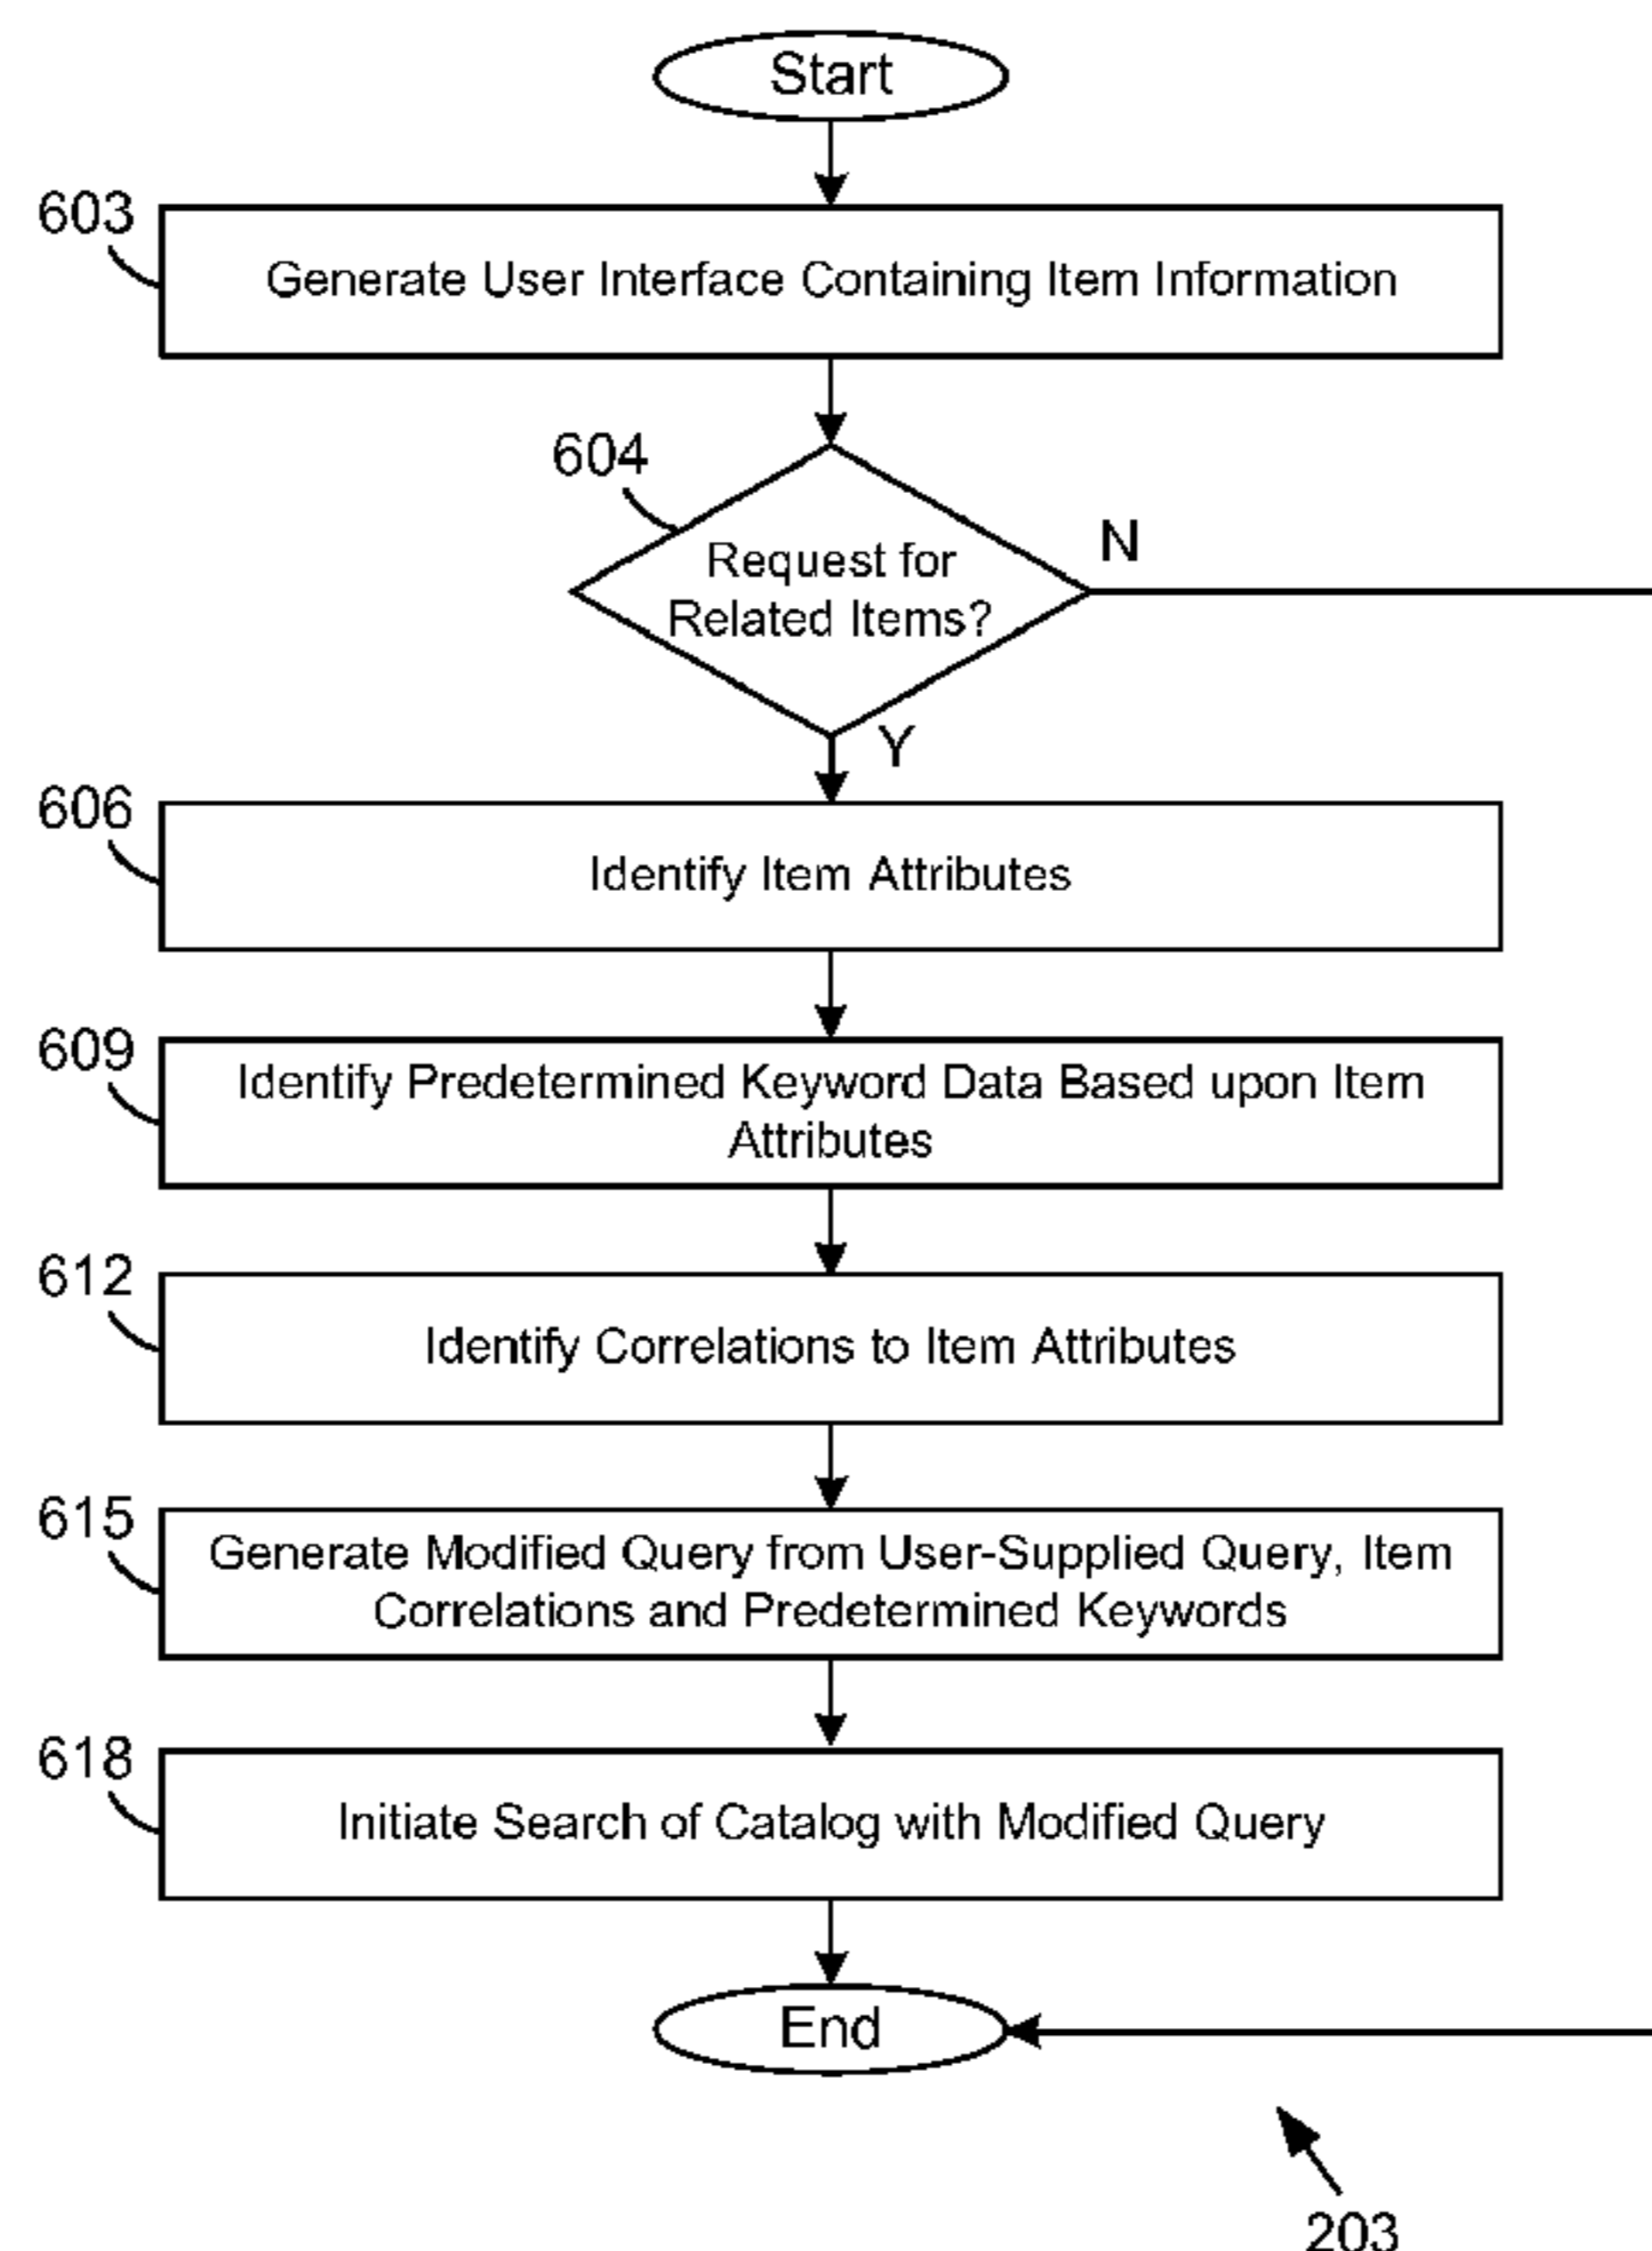 Start
603
Generate User Interface Containing Item Information
604
Request for
Related Items?
N
Y
606
Identify Item Attributes
609
Identify Predetermined Keyword Data Based upon Item
Attributes
612
Identify Correlations to Item Attributes
615
Generate Modified Query from User-Supplied Query, Item
Correlations and Predetermined Keywords
618
Initiate Search of Catalog with Modified Query
End
203